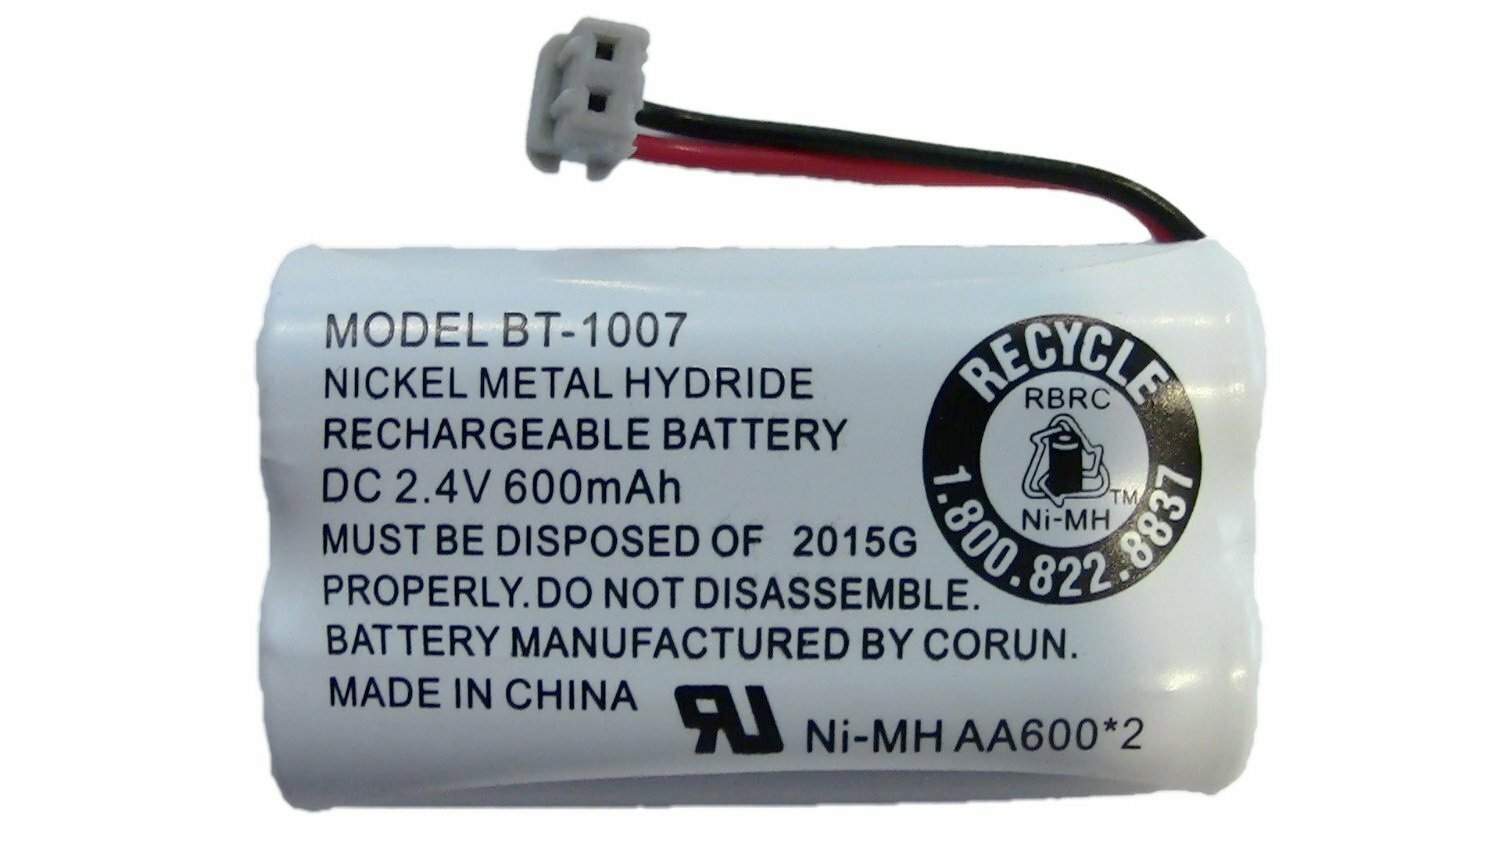 MODEL BT-1007
NICKEL METAL HYDRIDE
RECHARGEABLE BATTERY
DC 2.4V 600mAh
MUST BE DISPOSED OF 2015G
PROPERLY.DO NOT DISASSEMBLE.
BATTERY MANUFACTURED BY CORUN.
MADE IN CHINA
Ni-MH AA600*2
RECYCLE
RBRC
TM
Ni-MH
1.800.822.8837